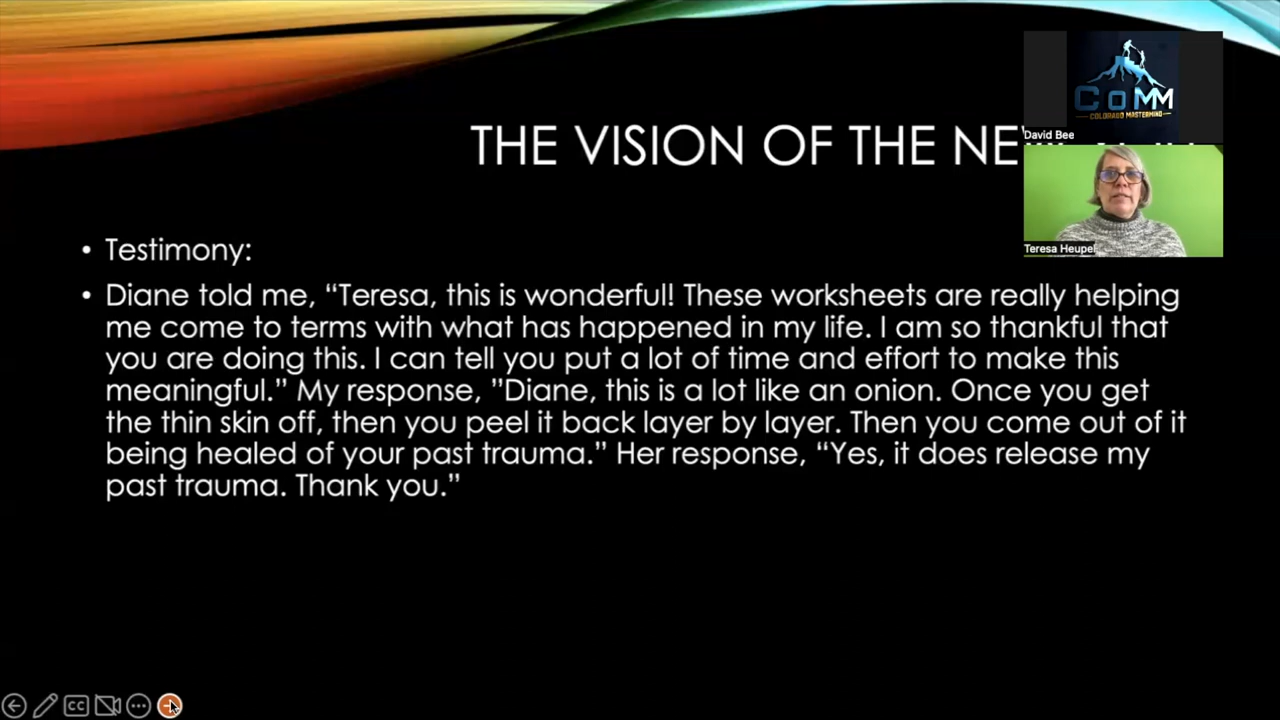 CoMM
COLORADO MASTERMIND
David Bee
THE VISION OF THE
Teresa Heupel
• Testimony:
• Diane told me, “Teresa, this is wonderful! These worksheets are really helping
me come to terms with what has happened in my life. I am so thankful that
you are doing this. I can tell you put a lot of time and effort to make this
meaningful.” My response, ”Diane, this is a lot like an onion. Once you get
the thin skin off, then you peel it back layer by layer. Then you come out of it
being healed of your past trauma.” Her response, “Yes, it does release my
past trauma. Thank you.”
CC